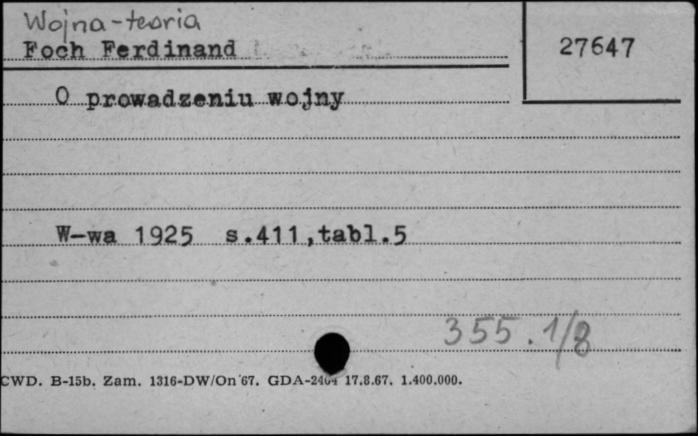 Wojna-teoria
Foch Ferdinand
27647
O prowadzeniu wojny
W-wa 1925 s.411,tabl.5
355.1/8
CWD. B-15b. Zam. 1316-DW/On 67. GDA-2404 17.8.67. 1.400.000.